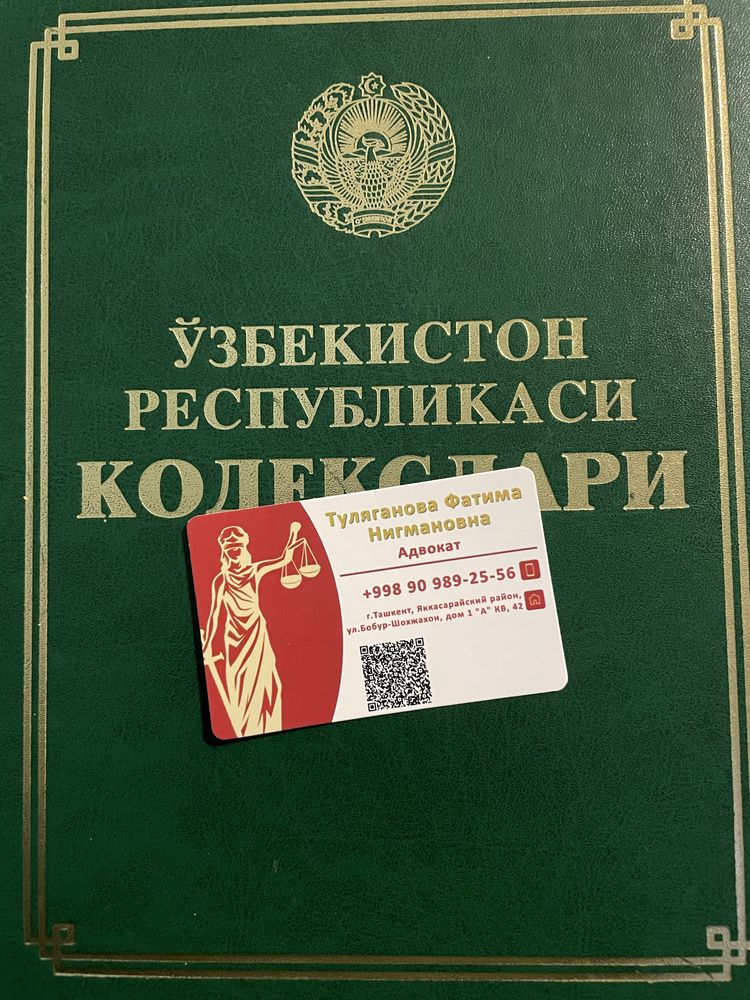 ЎЗБЕКИСТОН
РЕСПУБЛИКАСИ
КОДЕКСЛАРИ
Туляганова Фатима
Нигмановна
Адвокат
+998 90 989-25-56
г.Ташкент, Яккасарайский район,
ул.Бобур-Шохжахон, дом 1 "А" КВ, 42